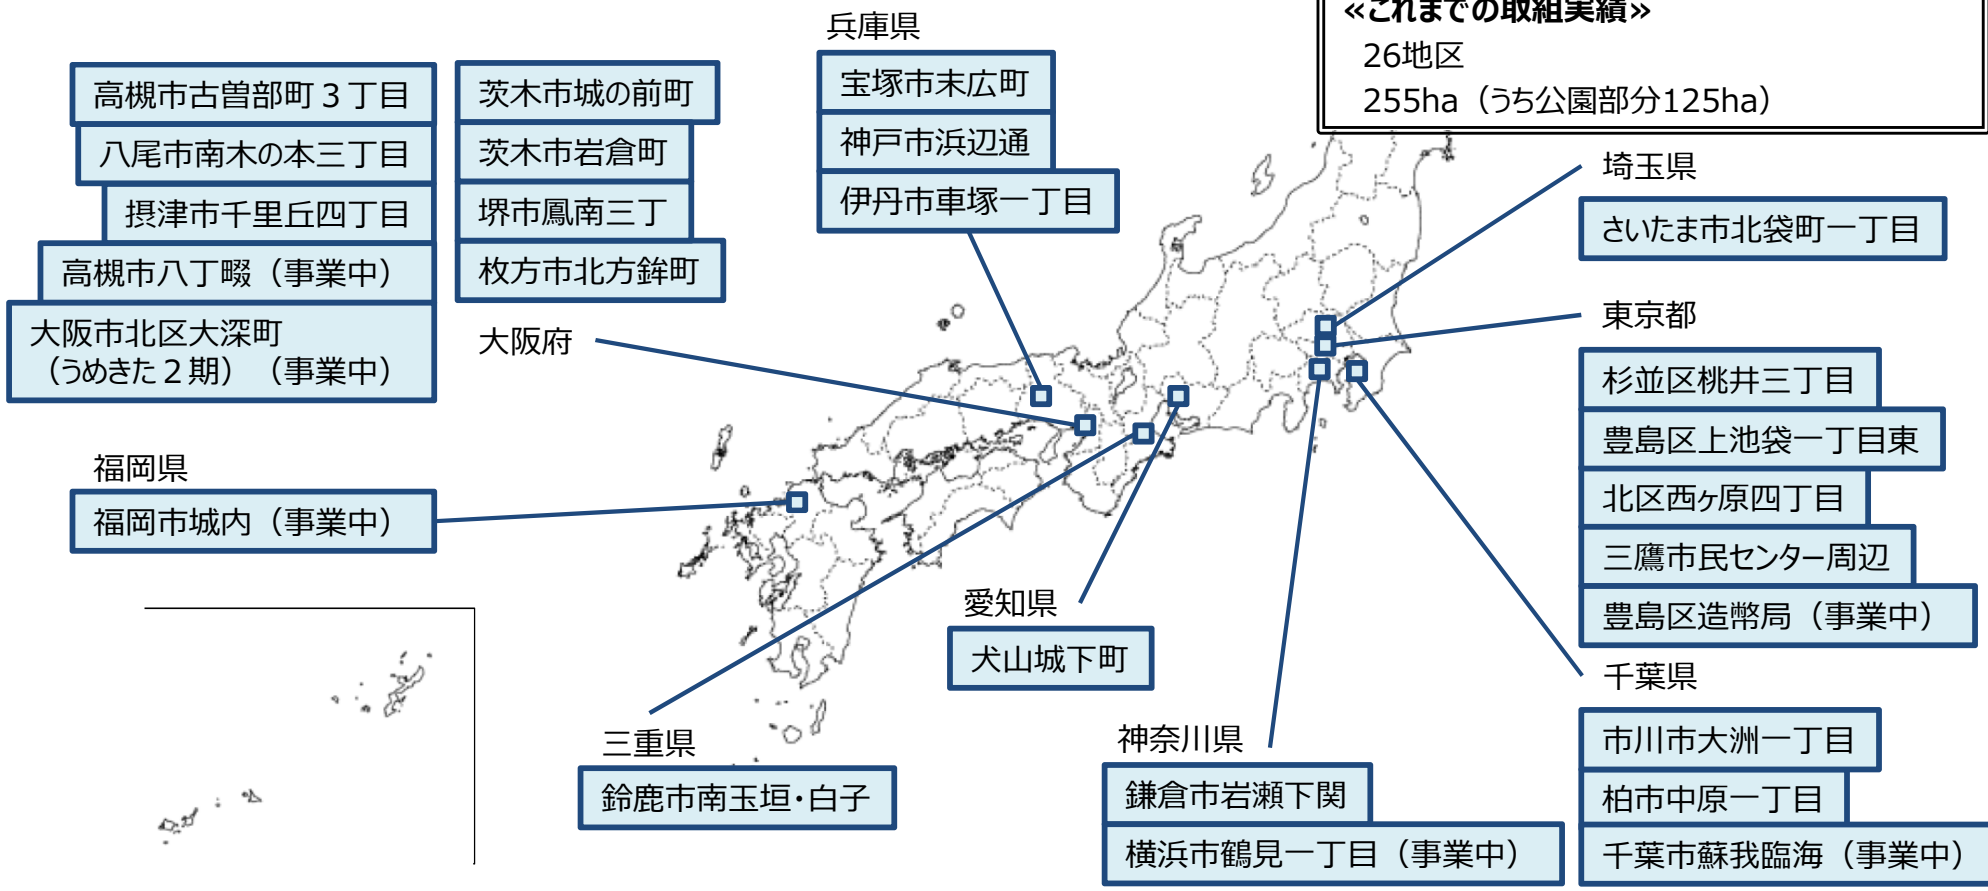 «これまでの取組実績»
26地区
255ha（うち公園部分125ha）
兵庫県
宝塚市末広町
神戸市浜辺通
伊丹市車塚一丁目
高槻市古曽部町３丁目
八尾市南木の本三丁目
摂津市千里丘四丁目
高槻市八丁畷（事業中）
大阪市北区大深町
（うめきた２期）（事業中）
茨木市城の前町
茨木市岩倉町
堺市鳳南三丁
枚方市北方鉾町
大阪府
埼玉県
さいたま市北袋町一丁目
東京都
杉並区桃井三丁目
豊島区上池袋一丁目東
北区西ヶ原四丁目
三鷹市民センター周辺
豊島区造幣局（事業中）
福岡県
福岡市城内（事業中）
愛知県
犬山城下町
三重県
鈴鹿市南玉垣・白子
神奈川県
鎌倉市岩瀬下関
横浜市鶴見一丁目（事業中）
千葉県
市川市大洲一丁目
柏市中原一丁目
千葉市蘇我臨海（事業中）